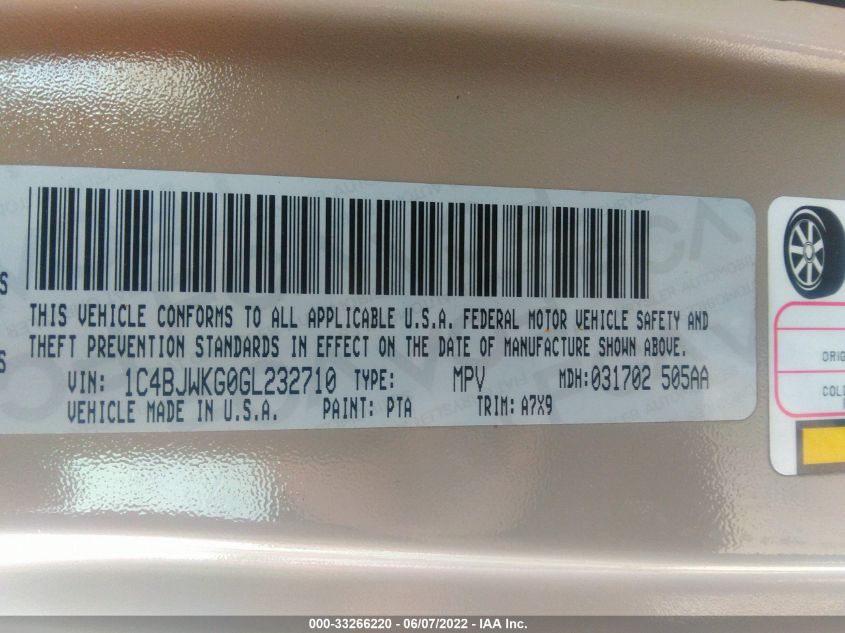 S
THIS VEHICLE CONFORMS TO ALL APPLICABLE U.S.A. FEDERAL MOTOR VEHICLE SAFETY AND
S
THEFT PREVENTION STANDARDS IN EFFECT ON THE DATE OF MANUFACTURE SHOWN ABOVE.
VIN: 1C4BJWKG0GL232710 TYPE: MPV MDH:031702 505AA
VEHICLE MADE IN U.S.A. PAINT: PTA TRIM: A7X9
ORIG
COLD
000-33266220 - 06/07/2022 - IAA Inc.